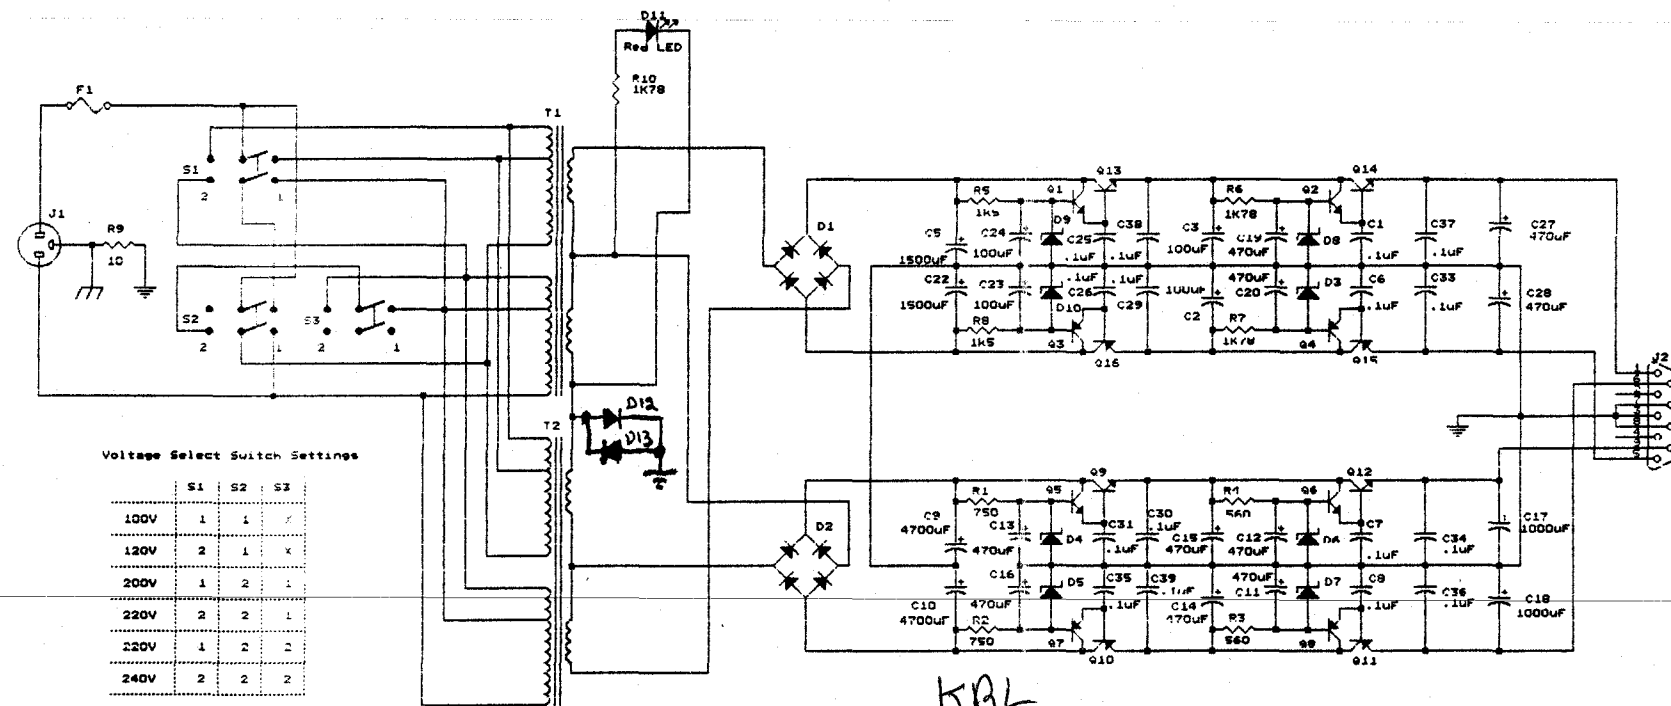 D11
Red LED
R10
1K78
F1
T1
S1
2
1
J1
R9
10
S2
S3
2
1
2
1
D12
D13
T2
Voltage Select Switch Settings
S1 S2 S3
100V 1 1 x
120V 2 1 x
200V 1 2 1
220V 2 2 1
220V 1 2 2
240V 2 2 2
D1
Q13
Q14
R5
1k5
Q1
D9
R6
1K78
Q2
C5
1500uF
C24
100uF
C25
.1uF
C38
.1uF
C3
100uF
C19
470uF
D8
C1
.1uF
C37
.1uF
C27
470uF
C22
1500uF
C23
100uF
.1uF
C26
D10
.1uF
C29
100uF
C2
470uF
C20
D3
C6
.1uF
C33
.1uF
C28
470uF
R8
1k5
Q3
Q16
R7
1K78
Q4
Q15
J2
D2
Q9
Q12
R1
750
Q5
R4
560
Q6
C9
4700uF
C13
470uF
D4
C31
.1uF
C30
.1uF
C15
470uF
C12
470uF
D6
C7
.1uF
C34
.1uF
C17
1000uF
C10
4700uF
C16
470uF
D5
C35
.1uF
C39
.1uF
C14
470uF
470uF
C11
D7
C8
.1uF
C36
.1uF
C18
1000uF
R2
750
Q7
Q10
R3
560
Q8
Q11
KBL